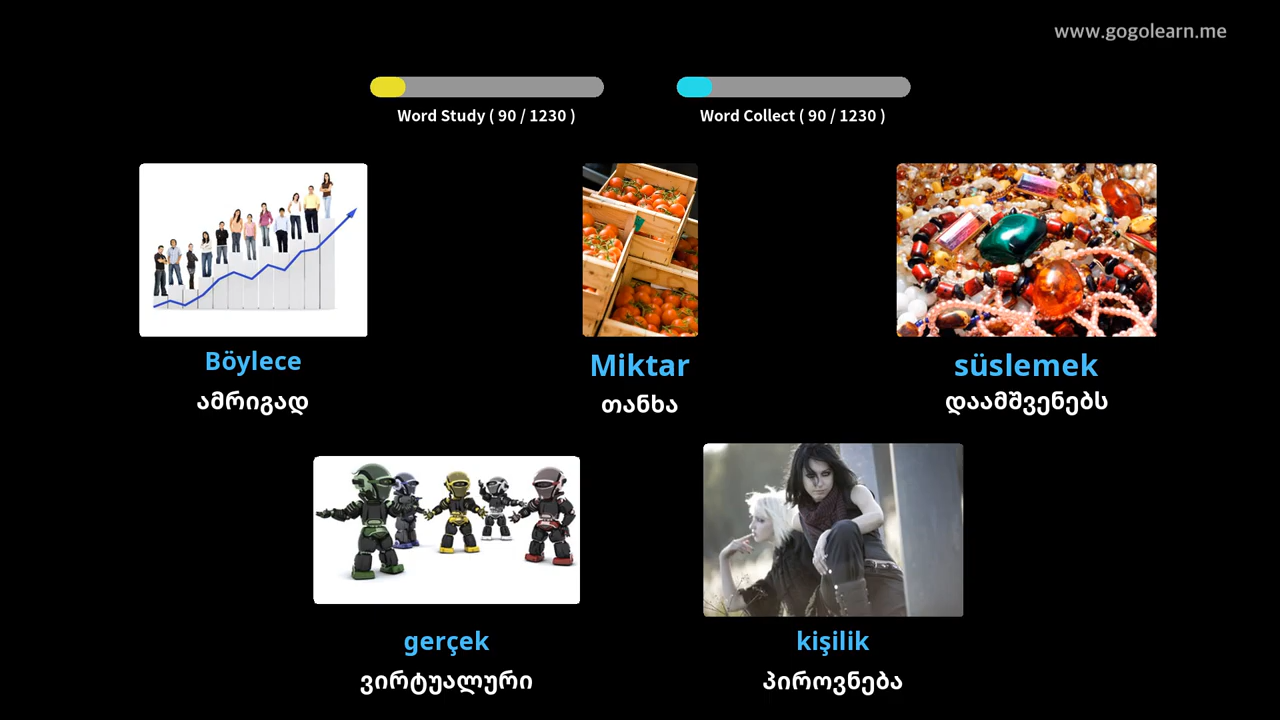 www.gogolearn.me
Word Study ( 90 / 1230 )
Word Collect ( 90 / 1230 )
Böylece
ამრიგად
Miktar
თანხა
süslemek
დაამშვენებს
gerçek
ვირტუალური
kişilik
პიროვნება